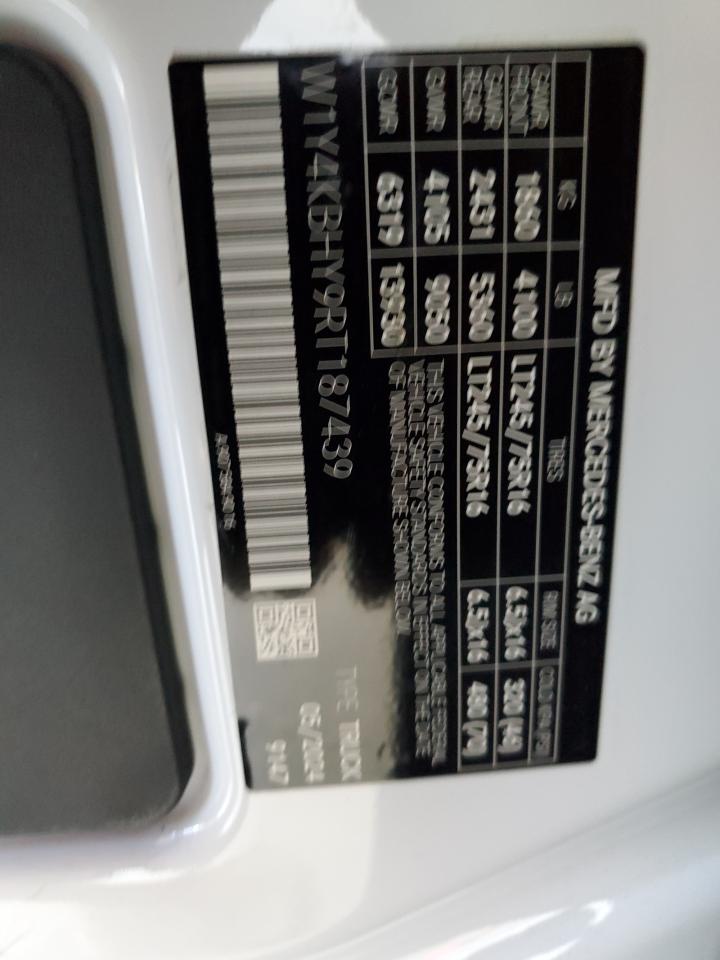 MFD BY MERCEDES-BENZ AG
KG LB TIRES RIM SIZE COLD KPA (PSI)
GAWR FRONT 1860 4100 LT245/75R16 6.5Jx16 320 (46)
GAWR REAR 2431 5360 LT245/75R16 6.5Jx16 480 (70)
GVWR 4105 9050
GCWR 6319 13930
THIS VEHICLE CONFORMS TO ALL APPLICABLE FEDERAL
VEHICLE SAFETY STANDARDS IN EFFECT ON THE DATE
OF MANUFACTURE SHOWN BELOW
W1Y4KBHY9RT187439
TYPE TRUCK
05/2024
9147